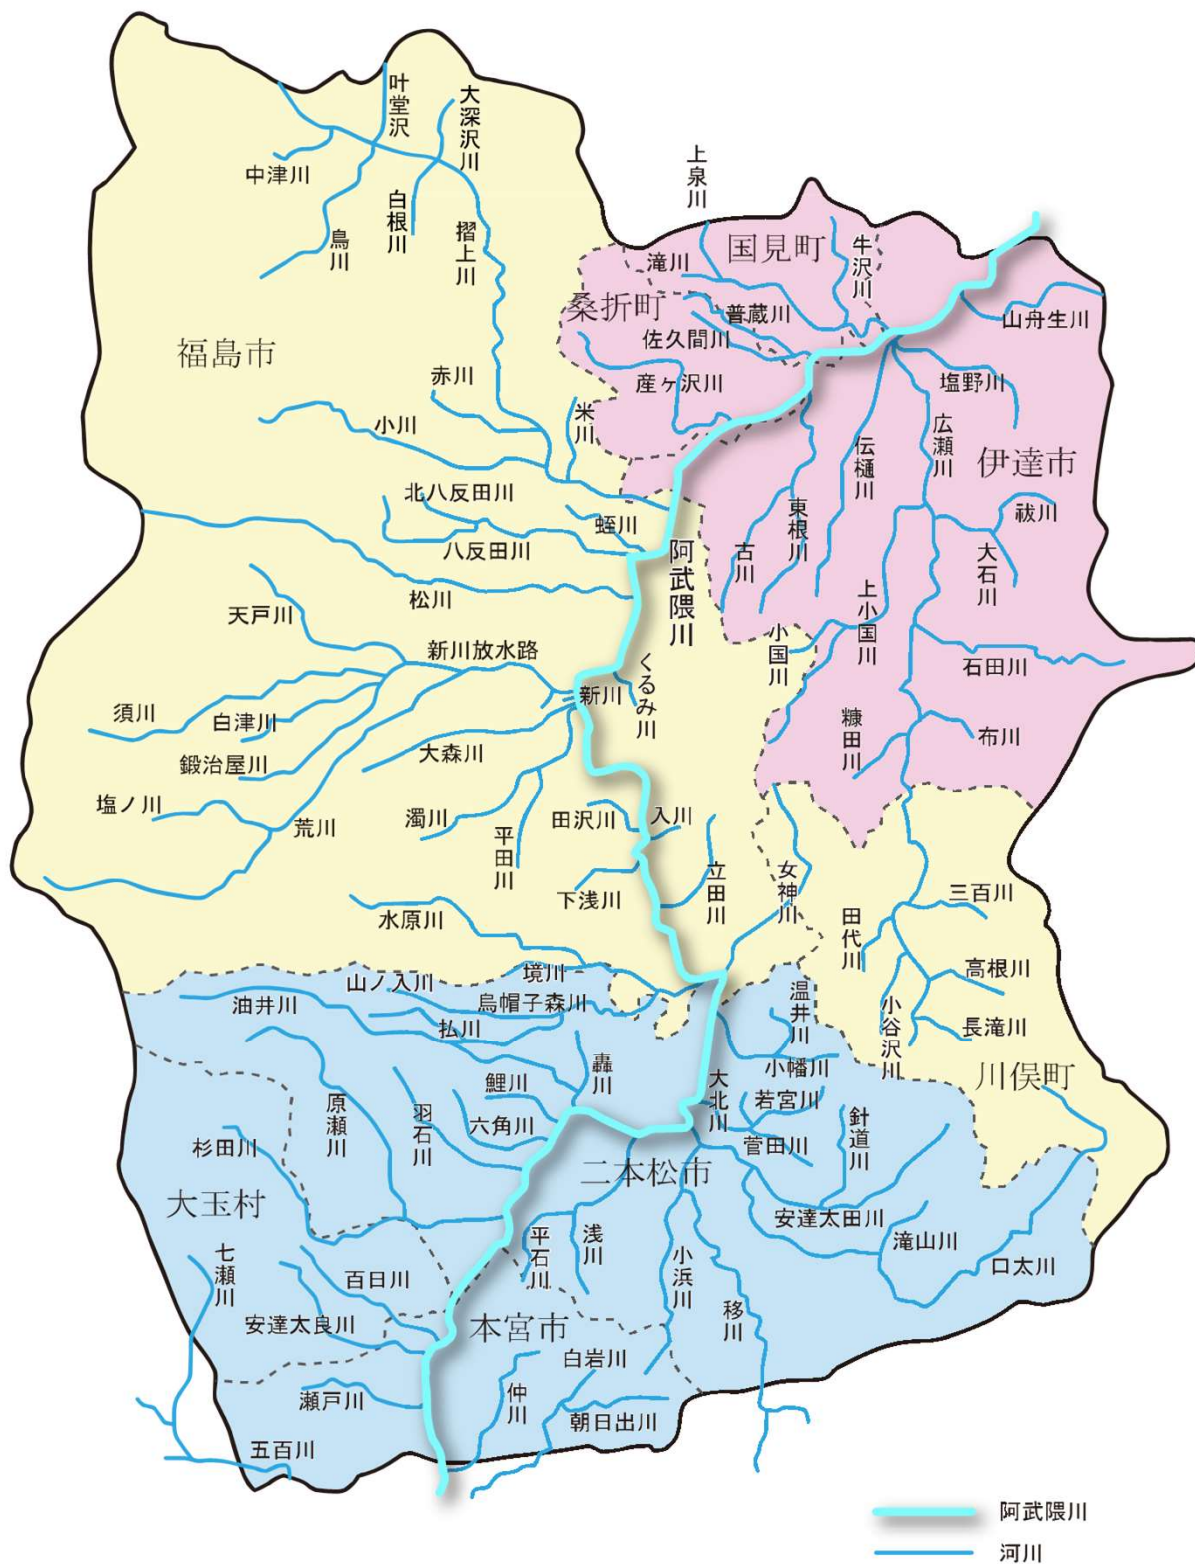 叶堂沢
大深沢川
中津川
白根川
烏川
摺上川
上泉川
国見町
牛沢川
滝川
桑折町
普蔵川
山舟生川
佐久間川
福島市
産ヶ沢川
塩野川
赤川
米川
小川
伝樋川
広瀬川
伊達市
北八反田川
蛭川
八反田川
阿武隈川
古川
東根川
祓川
大石川
松川
天戸川
上小国川
新川放水路
くるみ川
小国川
石田川
新川
須川
白津川
大森川
糠田川
布川
鍛治屋川
塩ノ川
荒川
濁川
平田川
田沢川
入川
立田川
女神川
下浅川
三百川
水原川
田代川
境川
山ノ入川
高根川
油井川
烏帽子森川
温井川
小谷沢川
長滝川
払川
轟川
小幡川
川俣町
鯉川
大北川
若宮川
原瀬川
羽石川
六角川
針道川
杉田川
菅田川
二本松市
大玉村
安達太田川
滝山川
平石川
浅川
七瀬川
小浜川
口太川
百日川
移川
安達太良川
本宮市
白岩川
瀬戸川
仲川
朝日出川
五百川
阿武隈川
河川